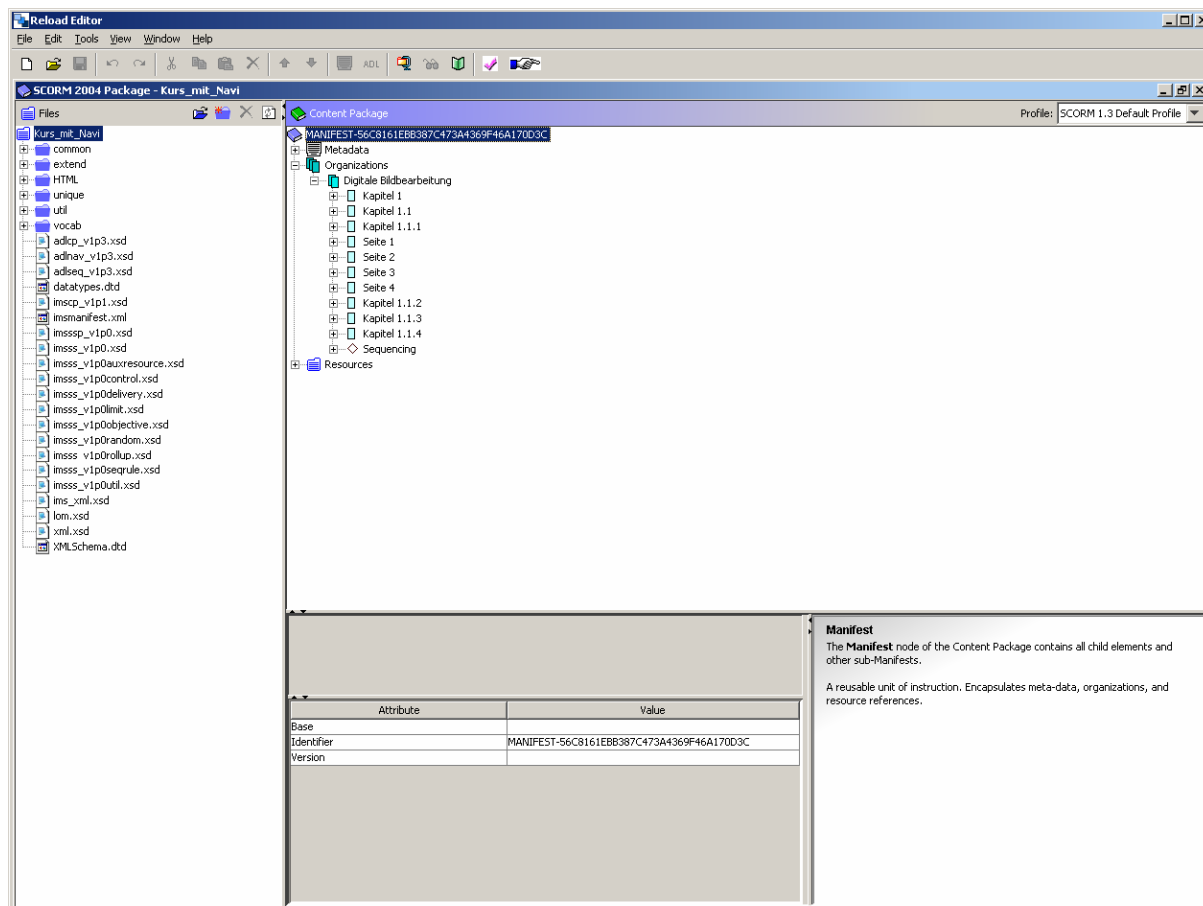 Reload Editor
File Edit Tools View Window Help
ADL
SCORM 2004 Package - Kurs_mit_Navi
Files
Content Package
Profile: SCORM 1.3 Default Profile
Kurs_mit_Navi
common
extend
HTML
unique
util
vocab
adlcp_v1p3.xsd
adlnav_v1p3.xsd
adlseq_v1p3.xsd
datatypes.dtd
imscp_v1p1.xsd
imsmanifest.xml
imsssp_v1p0.xsd
imsss_v1p0.xsd
imsss_v1p0auxresource.xsd
imsss_v1p0control.xsd
imsss_v1p0delivery.xsd
imsss_v1p0limit.xsd
imsss_v1p0objective.xsd
imsss_v1p0random.xsd
imsss_v1p0rollup.xsd
imsss_v1p0seqrule.xsd
imsss_v1p0util.xsd
ims_xml.xsd
lom.xsd
xml.xsd
XMLSchema.dtd
MANIFEST-56C8161EBB387C473A4369F46A170D3C
Metadata
Organizations
Digitale Bildbearbeitung
Kapitel 1
Kapitel 1.1
Kapitel 1.1.1
Seite 1
Seite 2
Seite 3
Seite 4
Kapitel 1.1.2
Kapitel 1.1.3
Kapitel 1.1.4
Sequencing
Resources
Attribute Value
Base
Identifier MANIFEST-56C8161EBB387C473A4369F46A170D3C
Version
Manifest
The Manifest node of the Content Package contains all child elements and
other sub-Manifests.
A reusable unit of instruction. Encapsulates meta-data, organizations, and
resource references.